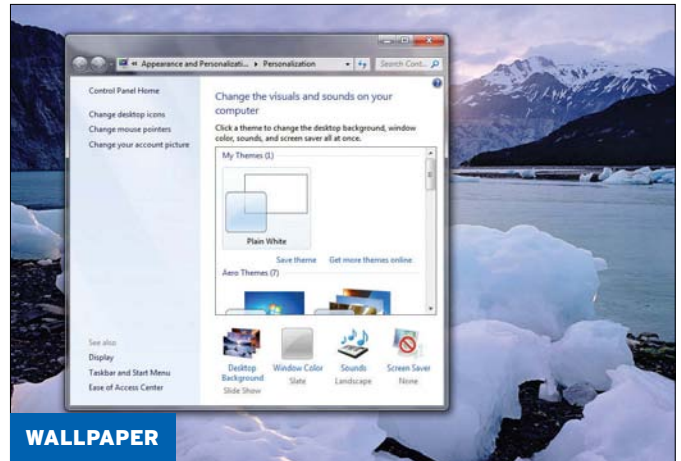 « Appearance and Personalizati... ▸ Personalization
Search Cont...
Control Panel Home
Change desktop icons
Change mouse pointers
Change your account picture
See also
Display
Taskbar and Start Menu
Ease of Access Center
Change the visuals and sounds on your
computer
Click a theme to change the desktop background, window
color, sounds, and screen saver all at once.
My Themes (1)
Plain White
Save theme Get more themes online
Aero Themes (7)
Desktop
Background
Slide Show
Window Color
Slate
Sounds
Landscape
Screen Saver
None
WALLPAPER